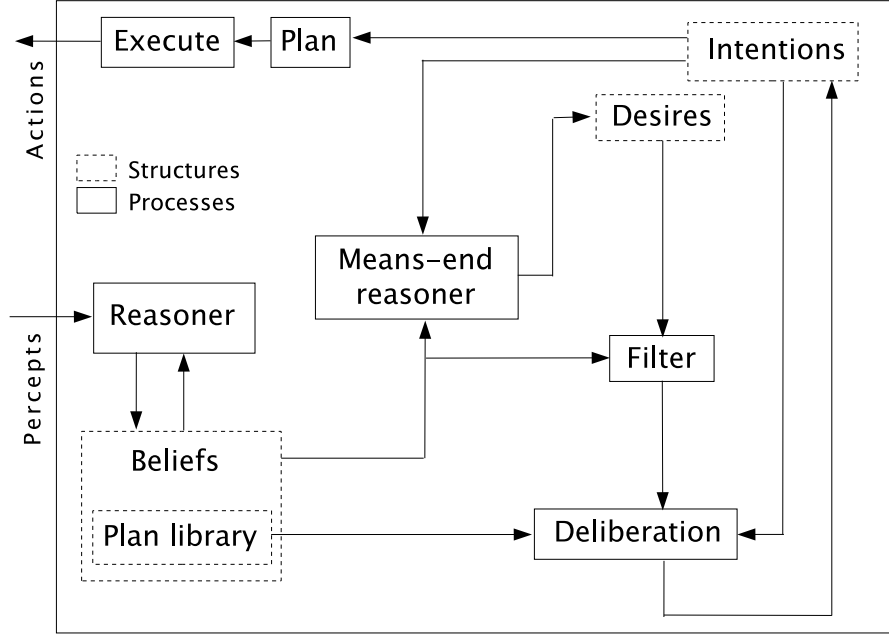 Execute
Plan
Intentions
Desires
Actions
Structures
Processes
Means-end
reasoner
Reasoner
Percepts
Filter
Beliefs
Plan library
Deliberation